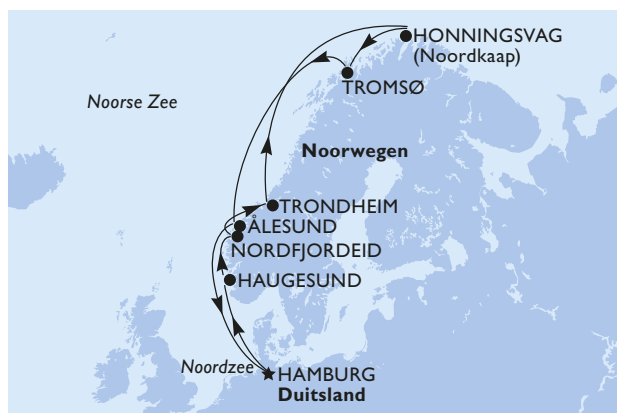 HONNINGSVAG
(Noordkaap)
TROMSØ
Noorse Zee
Noorwegen
TRONDHEIM
ÅLESUND
NORDFJORDEID
HAUGESUND
Noordzee
HAMBURG
Duitsland